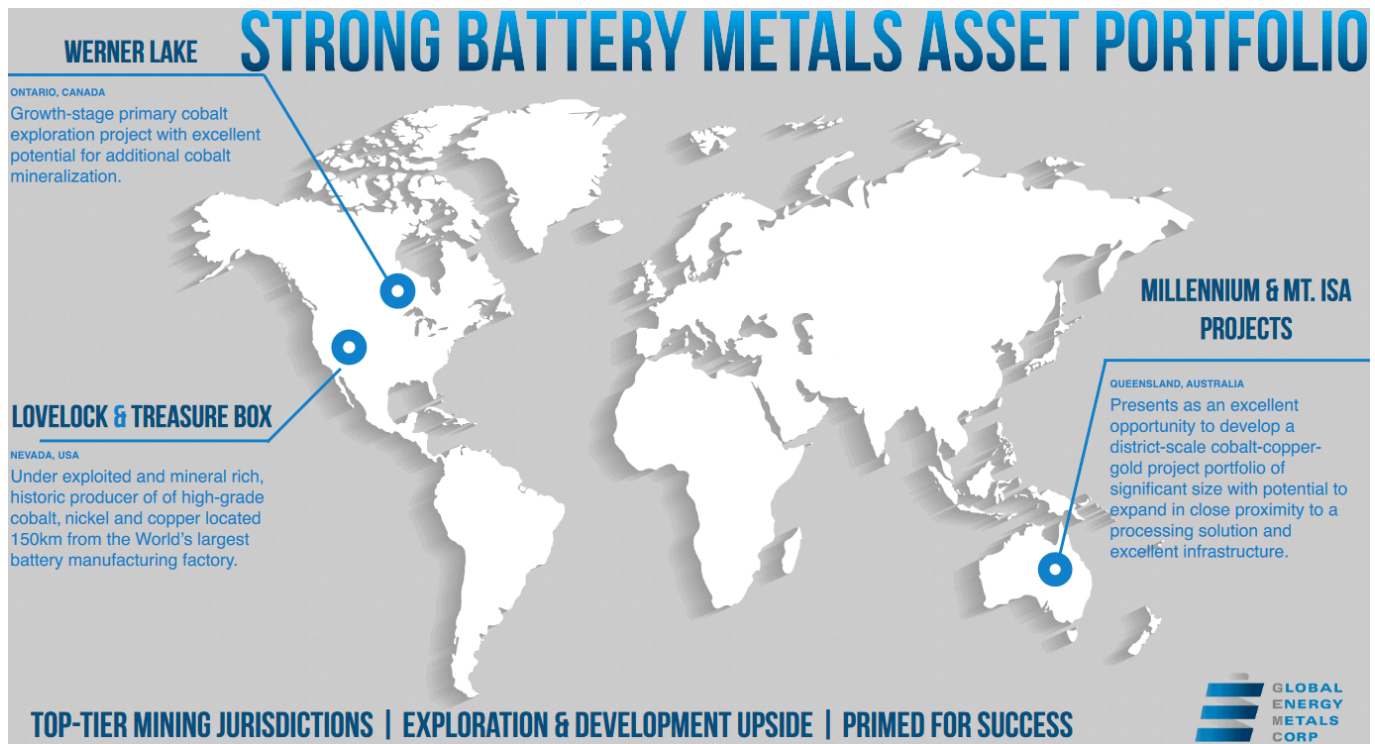 STRONG BATTERY METALS ASSET PORTFOLIO
WERNER LAKE
ONTARIO, CANADA
Growth-stage primary cobalt
exploration project with excellent
potential for additional cobalt
mineralization.
LOVELOCK & TREASURE BOX
NEVADA, USA
Under exploited and mineral rich,
historic producer of of high-grade
cobalt, nickel and copper located
150km from the World's largest
battery manufacturing factory.
MILLENNIUM & MT. ISA
PROJECTS
QUEENSLAND, AUSTRALIA
Presents as an excellent
opportunity to develop a
district-scale cobalt-copper-
gold project portfolio of
significant size with potential to
expand in close proximity to a
processing solution and
excellent infrastructure.
TOP-TIER MINING JURISDICTIONS | EXPLORATION & DEVELOPMENT UPSIDE | PRIMED FOR SUCCESS
GLOBAL
ENERGY
METALS
CORP